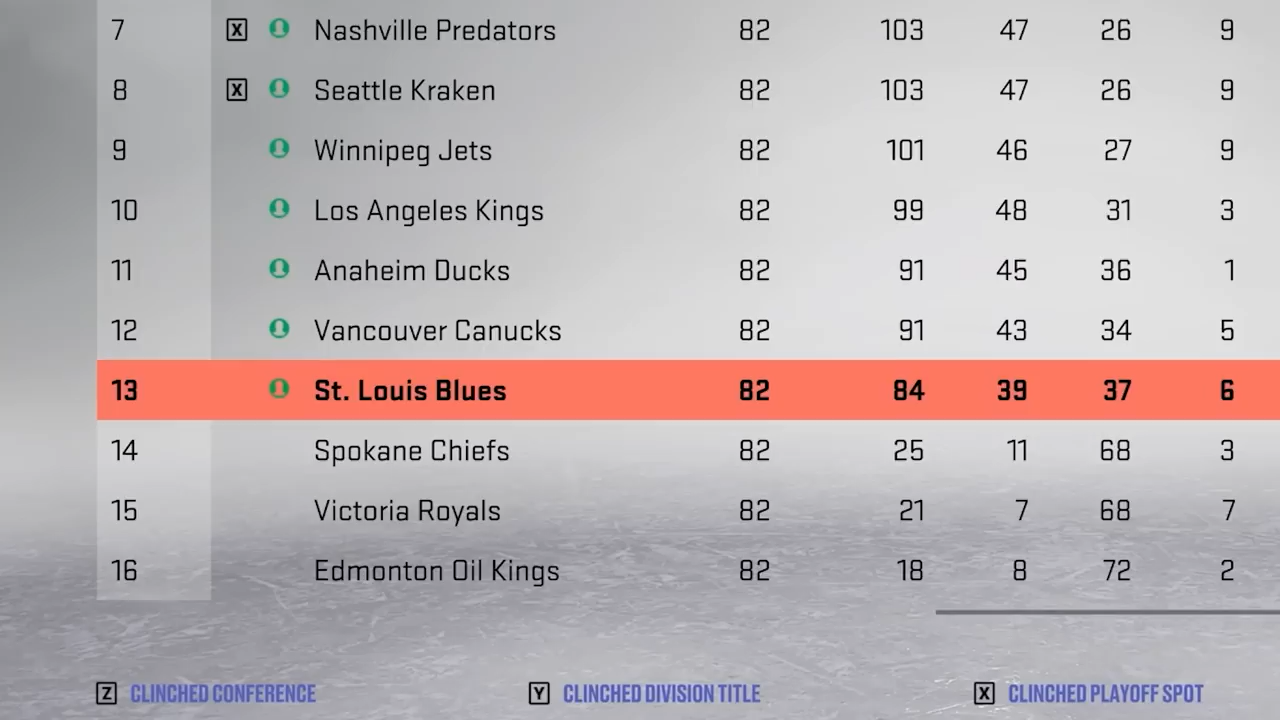 7 X Nashville Predators 82 103 47 26 9
8 X Seattle Kraken 82 103 47 26 9
9 Winnipeg Jets 82 101 46 27 9
10 Los Angeles Kings 82 99 48 31 3
11 Anaheim Ducks 82 91 45 36 1
12 Vancouver Canucks 82 91 43 34 5
13 St. Louis Blues 82 84 39 37 6
14 Spokane Chiefs 82 25 11 68 3
15 Victoria Royals 82 21 7 68 7
16 Edmonton Oil Kings 82 18 8 72 2
Z CLINCHED CONFERENCE Y CLINCHED DIVISION TITLE X CLINCHED PLAYOFF SPOT